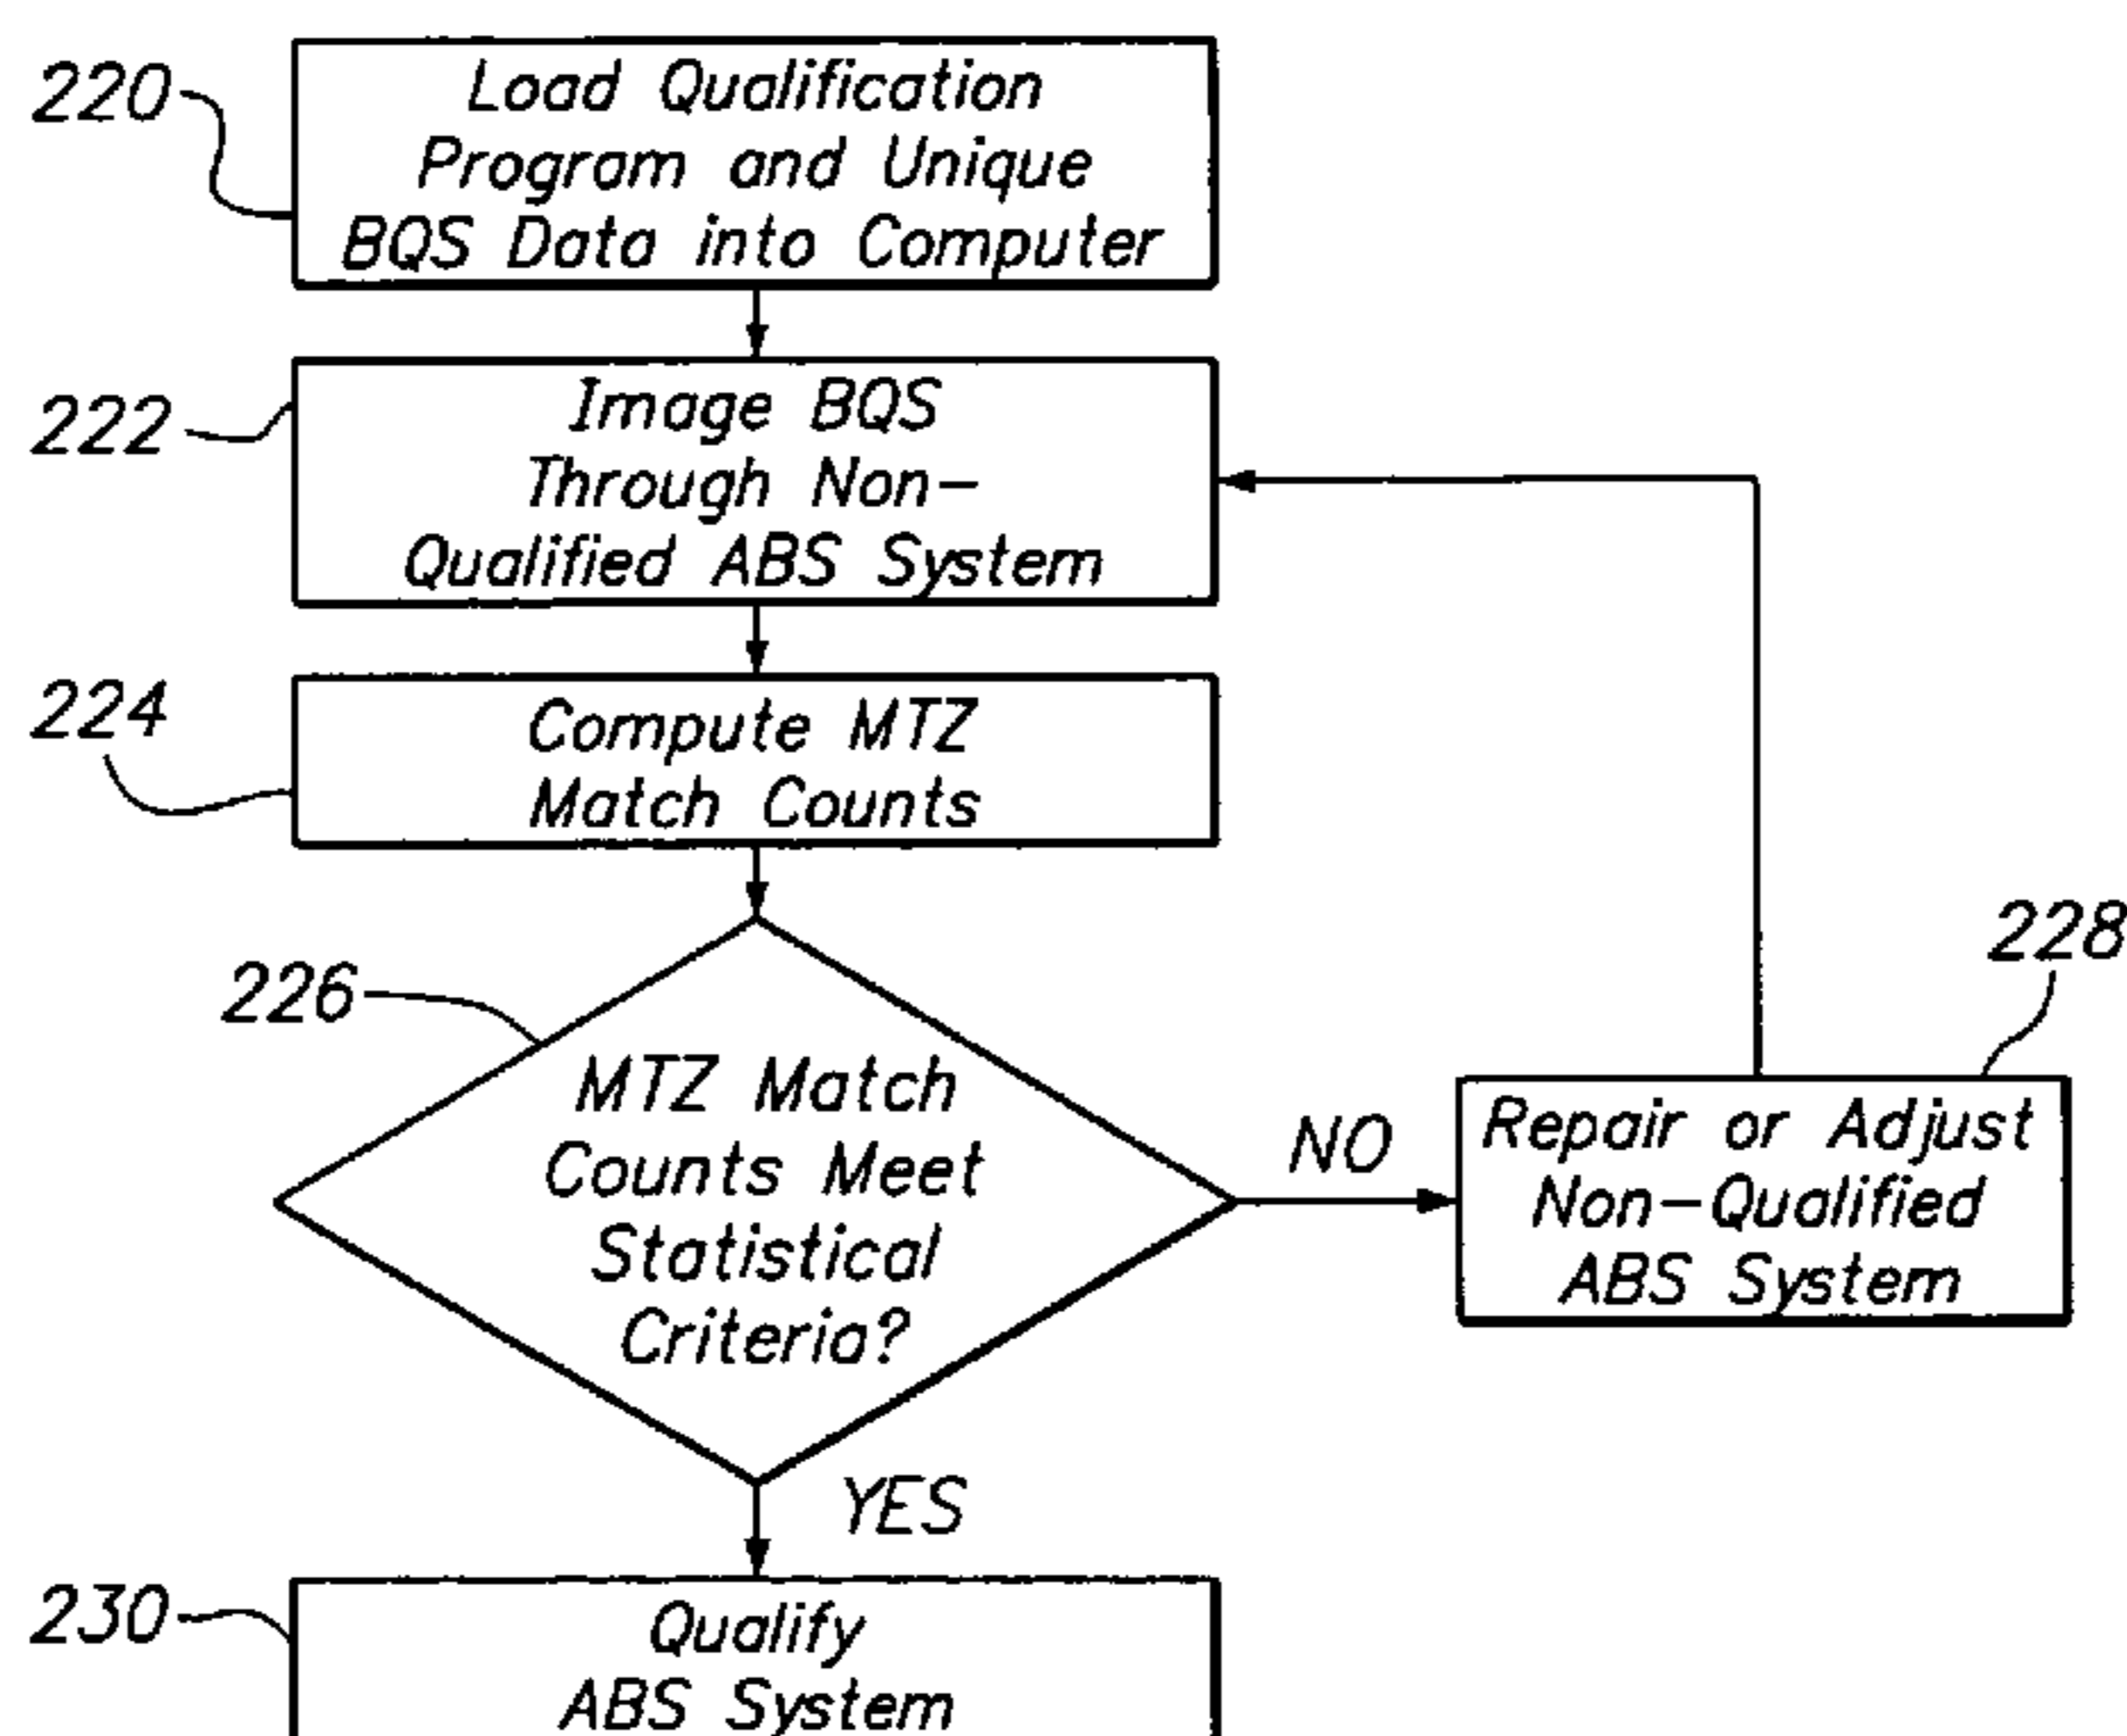 220
Load Qualification
Program and Unique
BQS Data into Computer
222
Image BQS
Through Non-
Qualified ABS System
224
Compute MTZ
Match Counts
226
MTZ Match
Counts Meet
Statistical
Criteria?
NO
228
Repair or Adjust
Non-Qualified
ABS System
YES
230
Qualify
ABS System